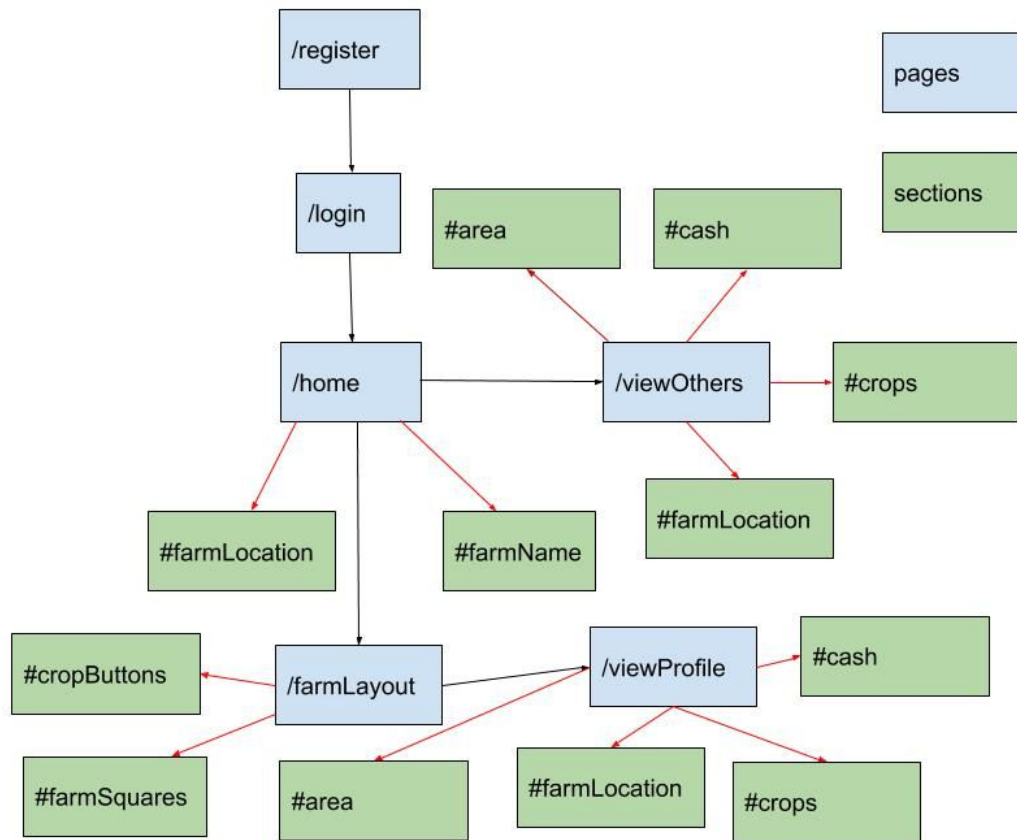 /register
pages
/login
sections
#area
#cash
/home
/viewOthers
#crops
#farmLocation
#farmName
#farmLocation
#cropButtons
/farmLayout
/viewProfile
#cash
#farmSquares
#area
#farmLocation
#crops